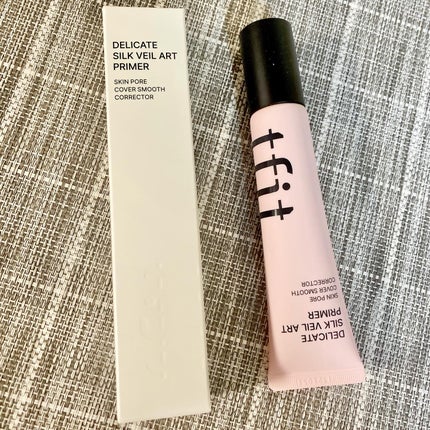 DELICATE
SILK VEIL ART
PRIMER
SKIN PORE
COVER SMOOTH
CORRECTOR
tfit
DELICATE
SILK VEIL ART
PRIMER
SKIN PORE
COVER SMOOTH
CORRECTOR